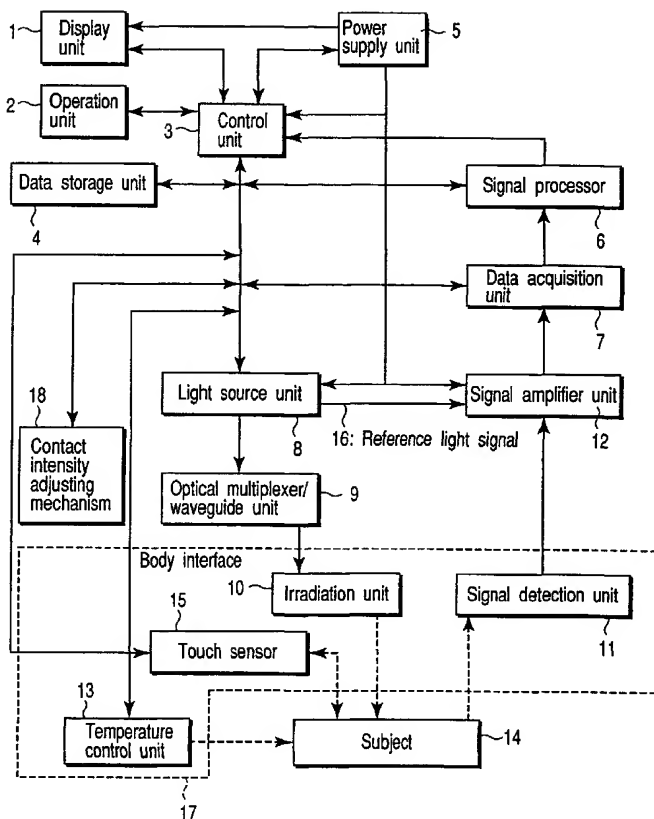 1
Display
unit
Power
supply unit
5
2
Operation
unit
3
Control
unit
Data storage unit
4
Signal processor
6
Data acquisition
unit
7
Light source unit
8
Signal amplifier unit
12
16: Reference light signal
18
Contact
intensity
adjusting
mechanism
Optical multiplexer/
waveguide unit
9
Body interface
10
Irradiation unit
Signal detection unit
11
15
Touch sensor
13
Temperature
control unit
Subject
14
17